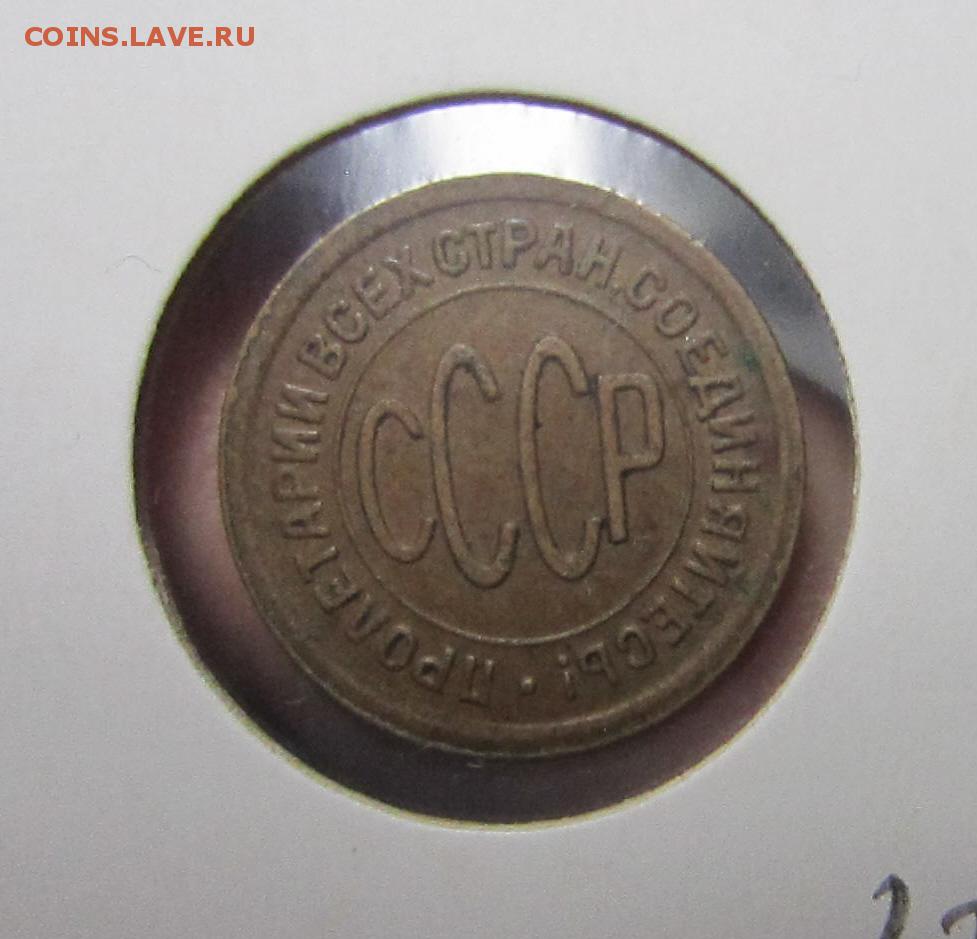 COINS.LAVE.RU
ПРОЛЕТАРИИ ВСЕХ СТРАН, СОЕДИНЯЙТЕСЬ! •
СССР